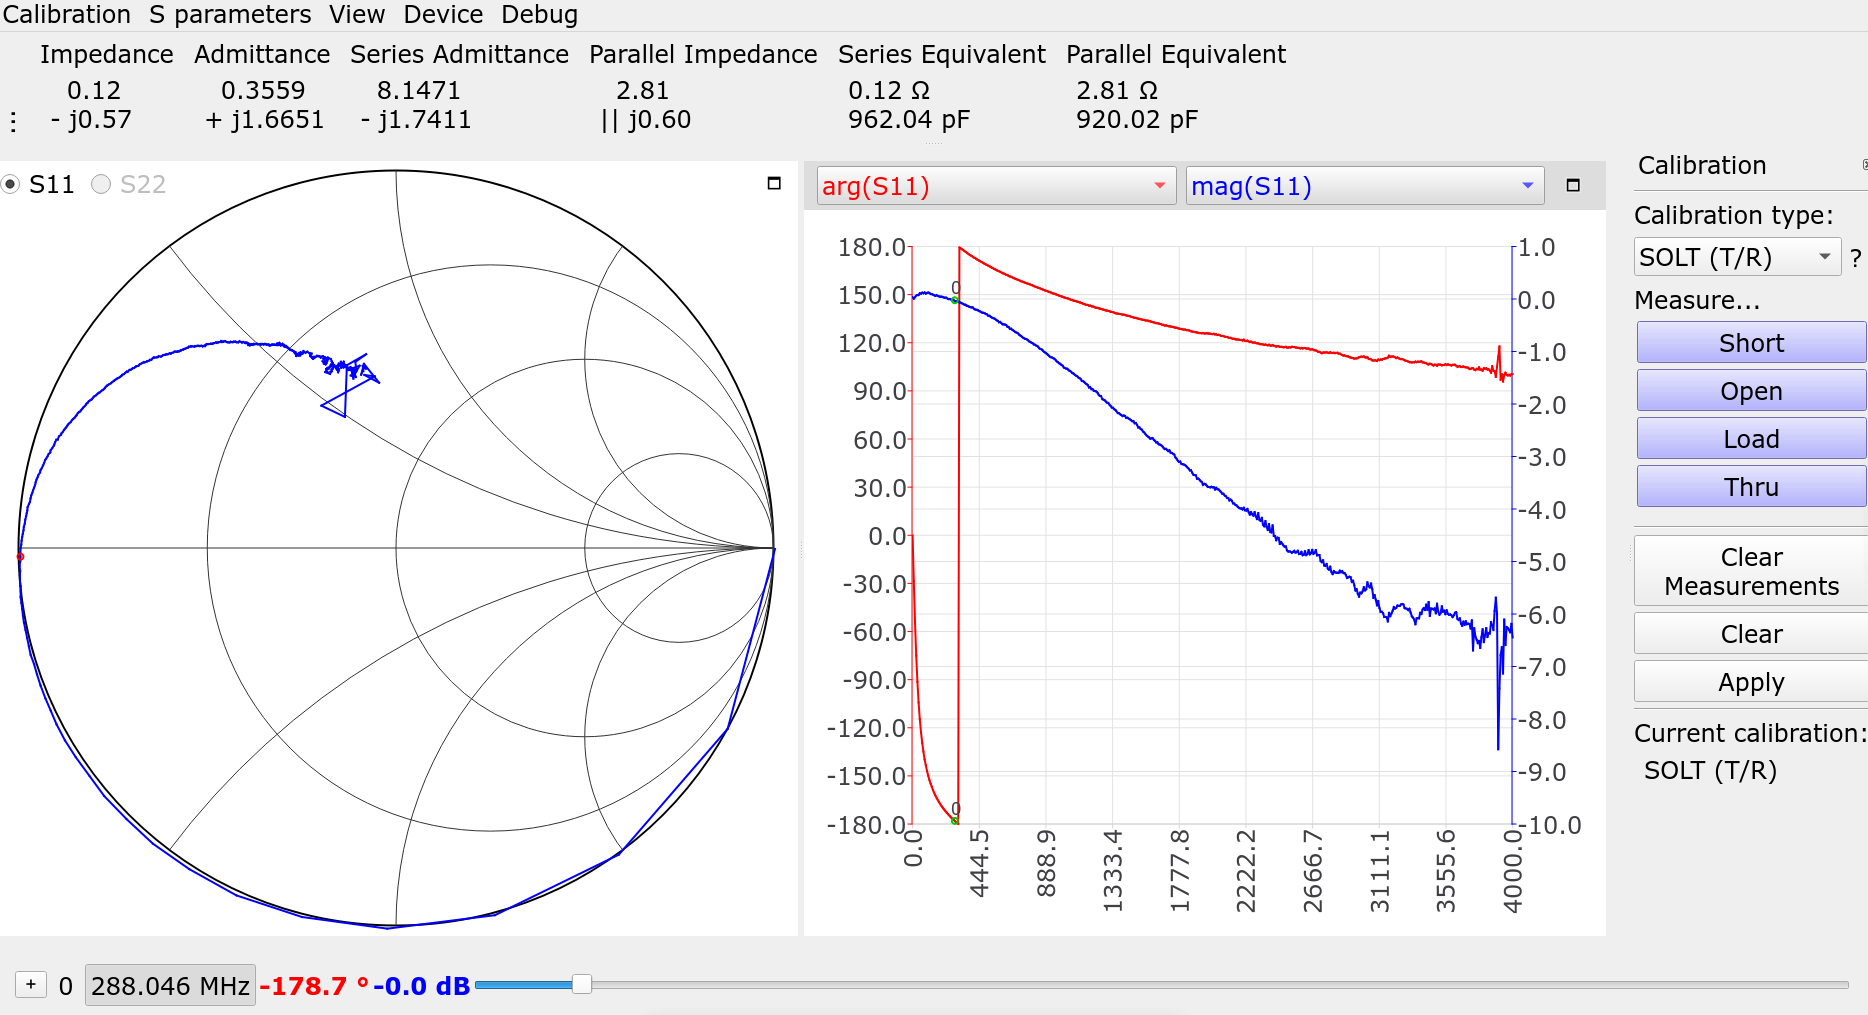 Calibration S parameters View Device Debug
Impedance Admittance Series Admittance Parallel Impedance Series Equivalent Parallel Equivalent
0.12 0.3559 8.1471 2.81 0.12 Ω 2.81 Ω
- j0.57 + j1.6651 - j1.7411 || j0.60 962.04 pF 920.02 pF
S11 S22
arg(S11) mag(S11)
180.0
150.0
120.0
90.0
60.0
30.0
0.0
-30.0
-60.0
-90.0
-120.0
-150.0
-180.0
0
0
1.0
0.0
-1.0
-2.0
-3.0
-4.0
-5.0
-6.0
-7.0
-8.0
-9.0
-10.0
0.0
444.5
888.9
1333.4
1777.8
2222.2
2666.7
3111.1
3555.6
4000.0
Calibration
Calibration type:
SOLT (T/R) ?
Measure...
Short
Open
Load
Thru
Clear
Measurements
Clear
Apply
Current calibration:
SOLT (T/R)
+ 0 288.046 MHz -178.7 ° -0.0 dB